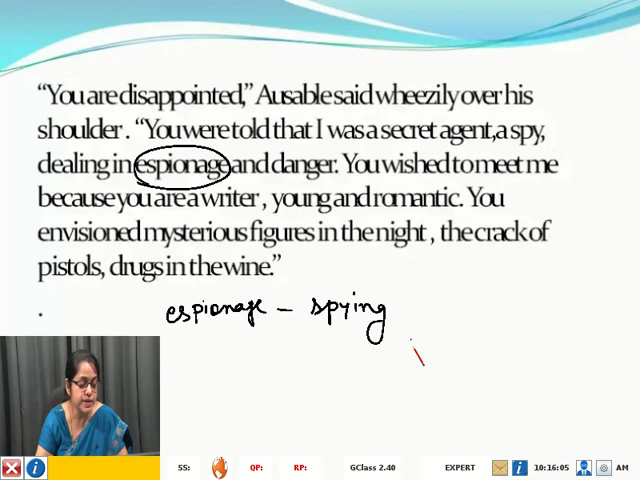 “You are disappointed,” Ausable said wheezily over his
shoulder . “You were told that I was a secret agent,a spy,
dealing in espionage and danger. You wished to meet me
because you are a writer , young and romantic. You
envisioned mysterious figures in the night , the crack of
pistols, drugs in the wine.”
.
espionage – spying
SS: QP: RP: GClass 2.40 EXPERT 10:16:05 AM